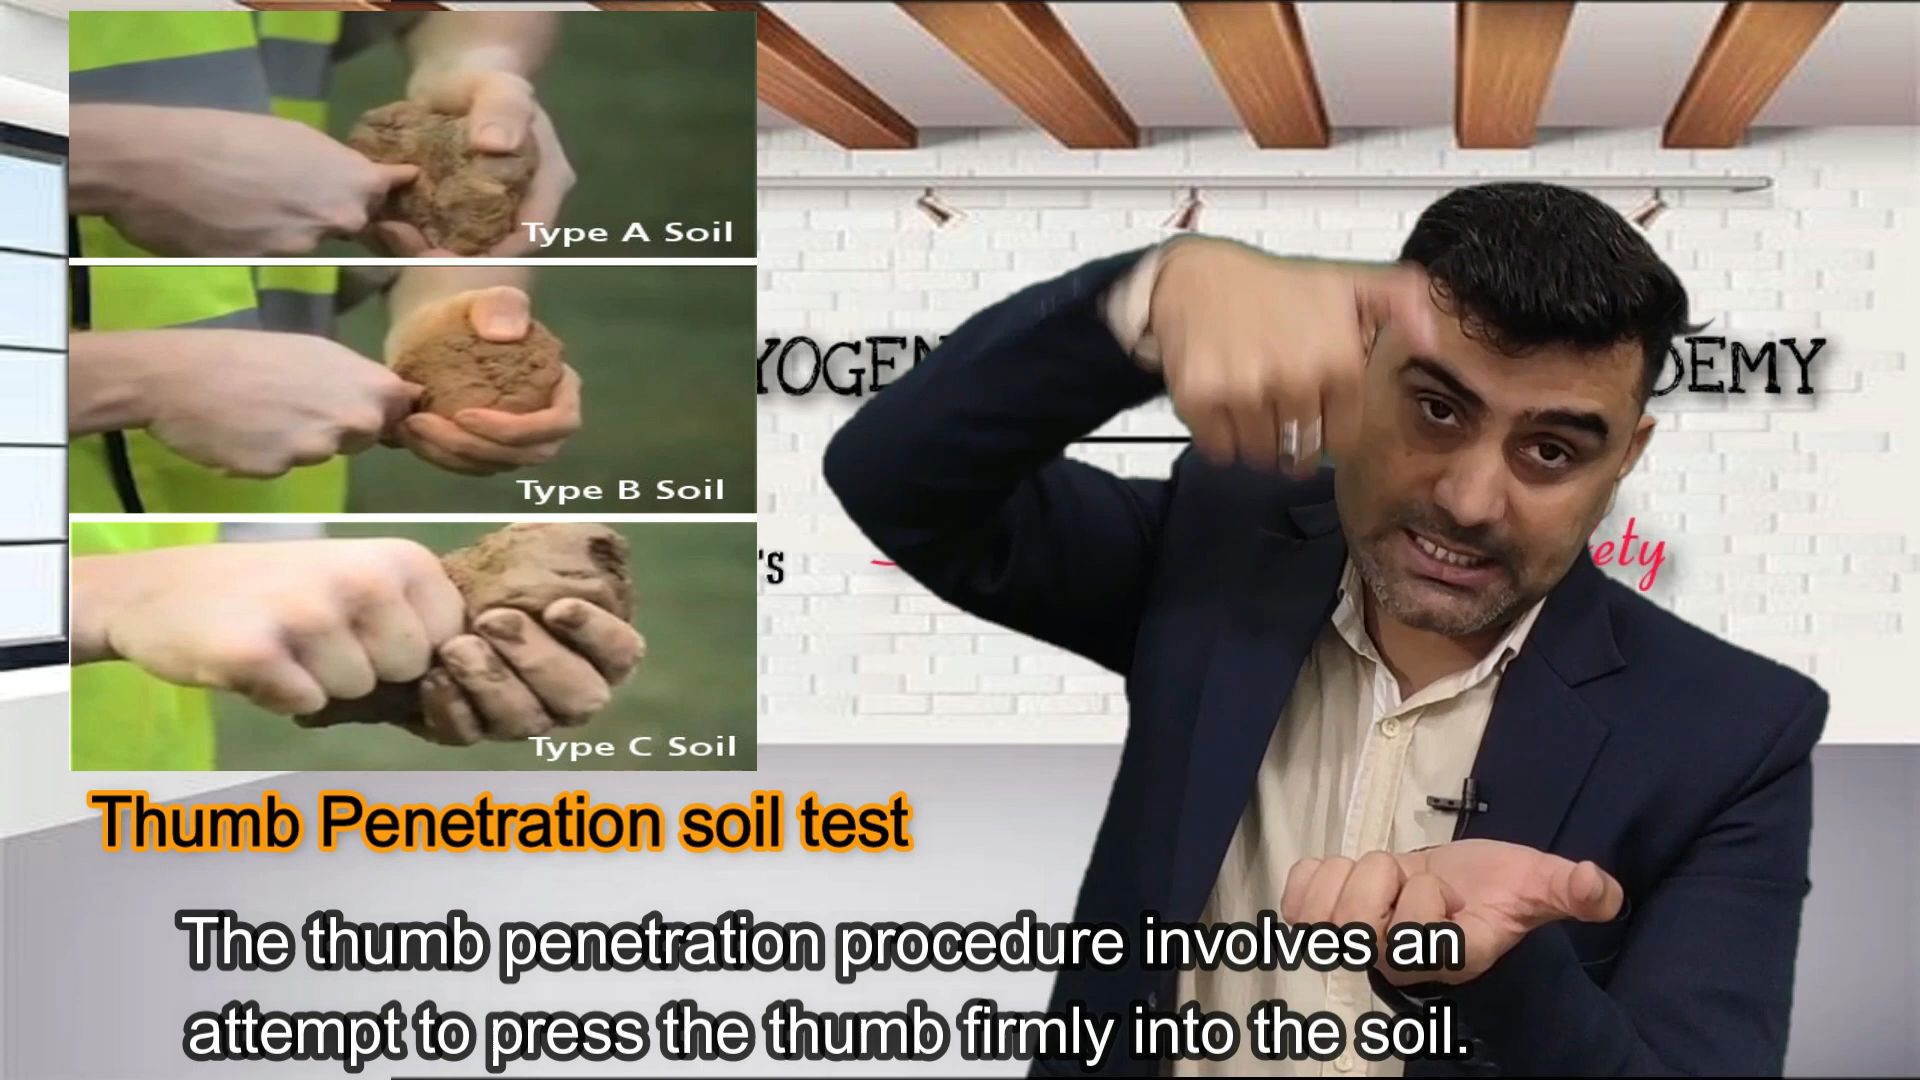 Type A Soil
Type B Soil
Type C Soil
's
Thumb Penetration soil test
The thumb penetration procedure involves an
attempt to press the thumb firmly into the soil.